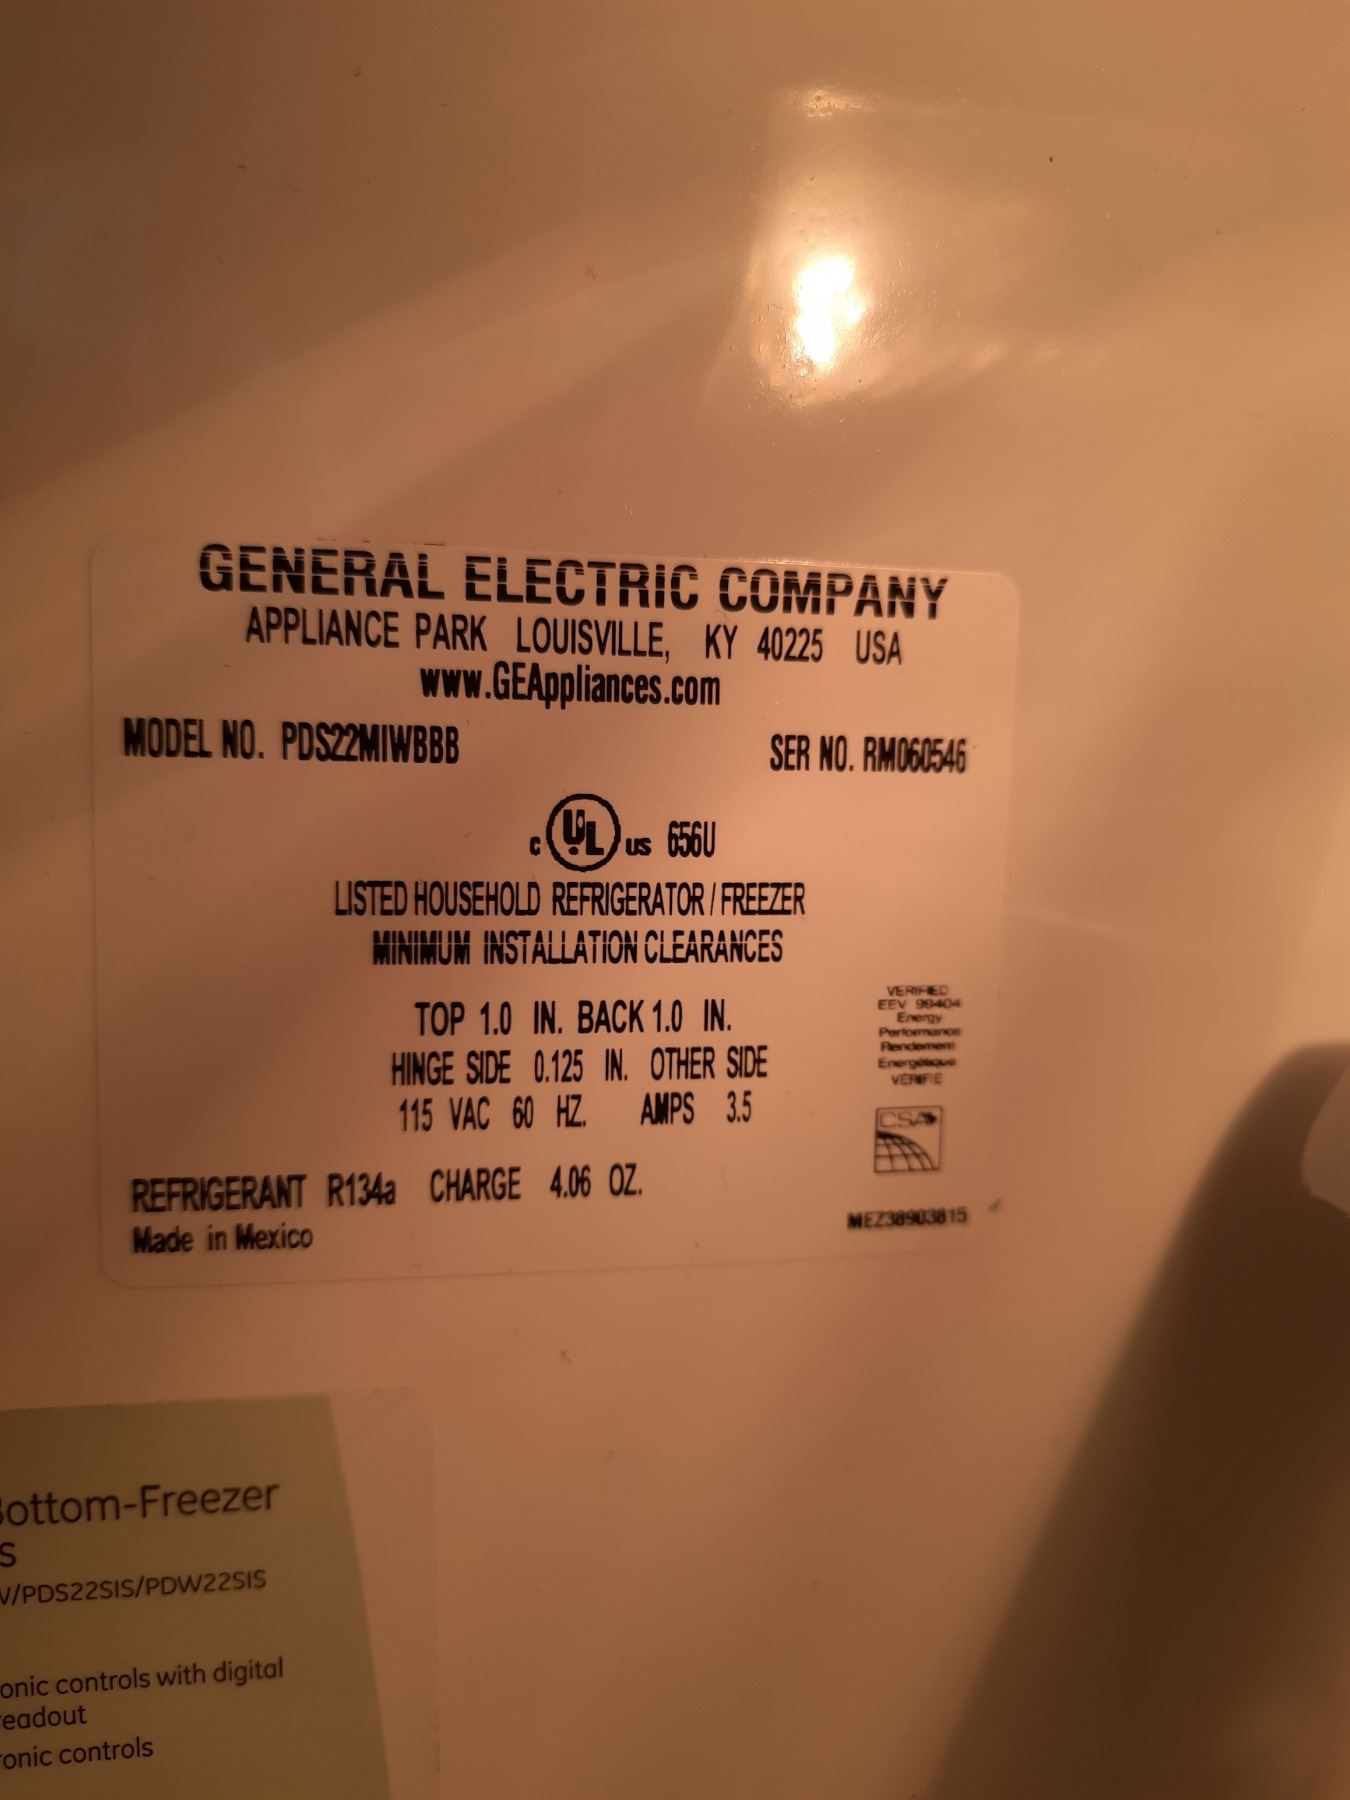 GENERAL ELECTRIC COMPANY
APPLIANCE PARK LOUISVILLE, KY 40225 USA
www.GEAppliances.com
MODEL NO. PDS22MIWBBB SER NO. RM060546
c UL us 656U
LISTED HOUSEHOLD REFRIGERATOR / FREEZER
MINIMUM INSTALLATION CLEARANCES
TOP 1.0 IN. BACK 1.0 IN.
HINGE SIDE 0.125 IN. OTHER SIDE
115 VAC 60 HZ. AMPS 3.5
REFRIGERANT R134a CHARGE 4.06 OZ.
Made in Mexico
VERIFIED
EEV 99404
Energy
Performance
Rendement
Energétique
VERIFIE
CSA
MEZ38903815
ottom-Freezer
S
/PDS22SIS/PDW22SIS
onic controls with digital
eadout
ronic controls